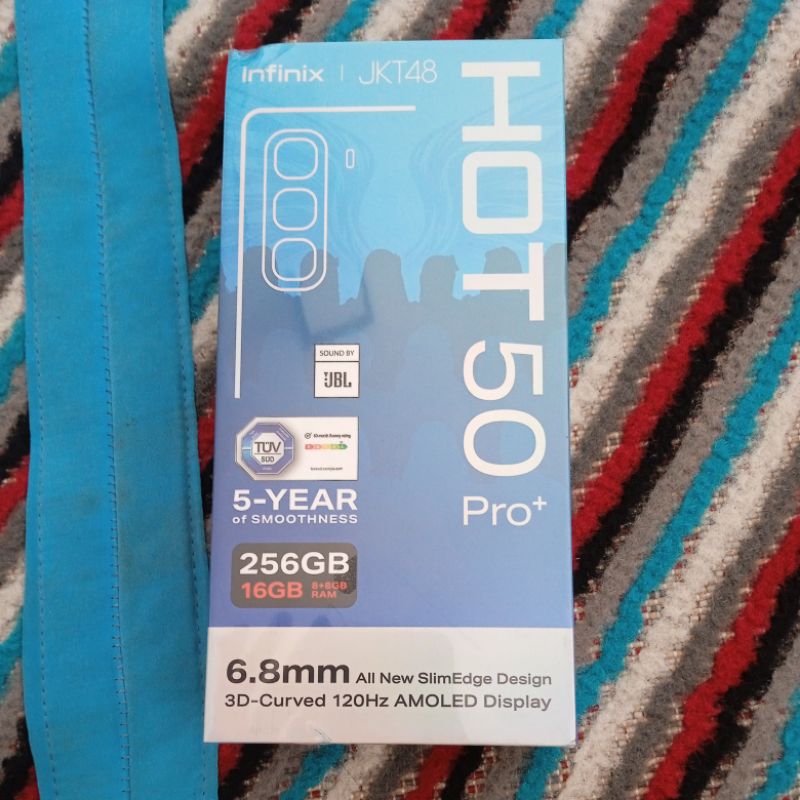 Infinix | JKT48
HOT 50
Pro+
SOUND BY
JBL
TÜV
SÜD
5-YEAR
of SMOOTHNESS
256GB
16GB 8+8GB
RAM
6.8mm All New SlimEdge Design
3D-Curved 120Hz AMOLED Display